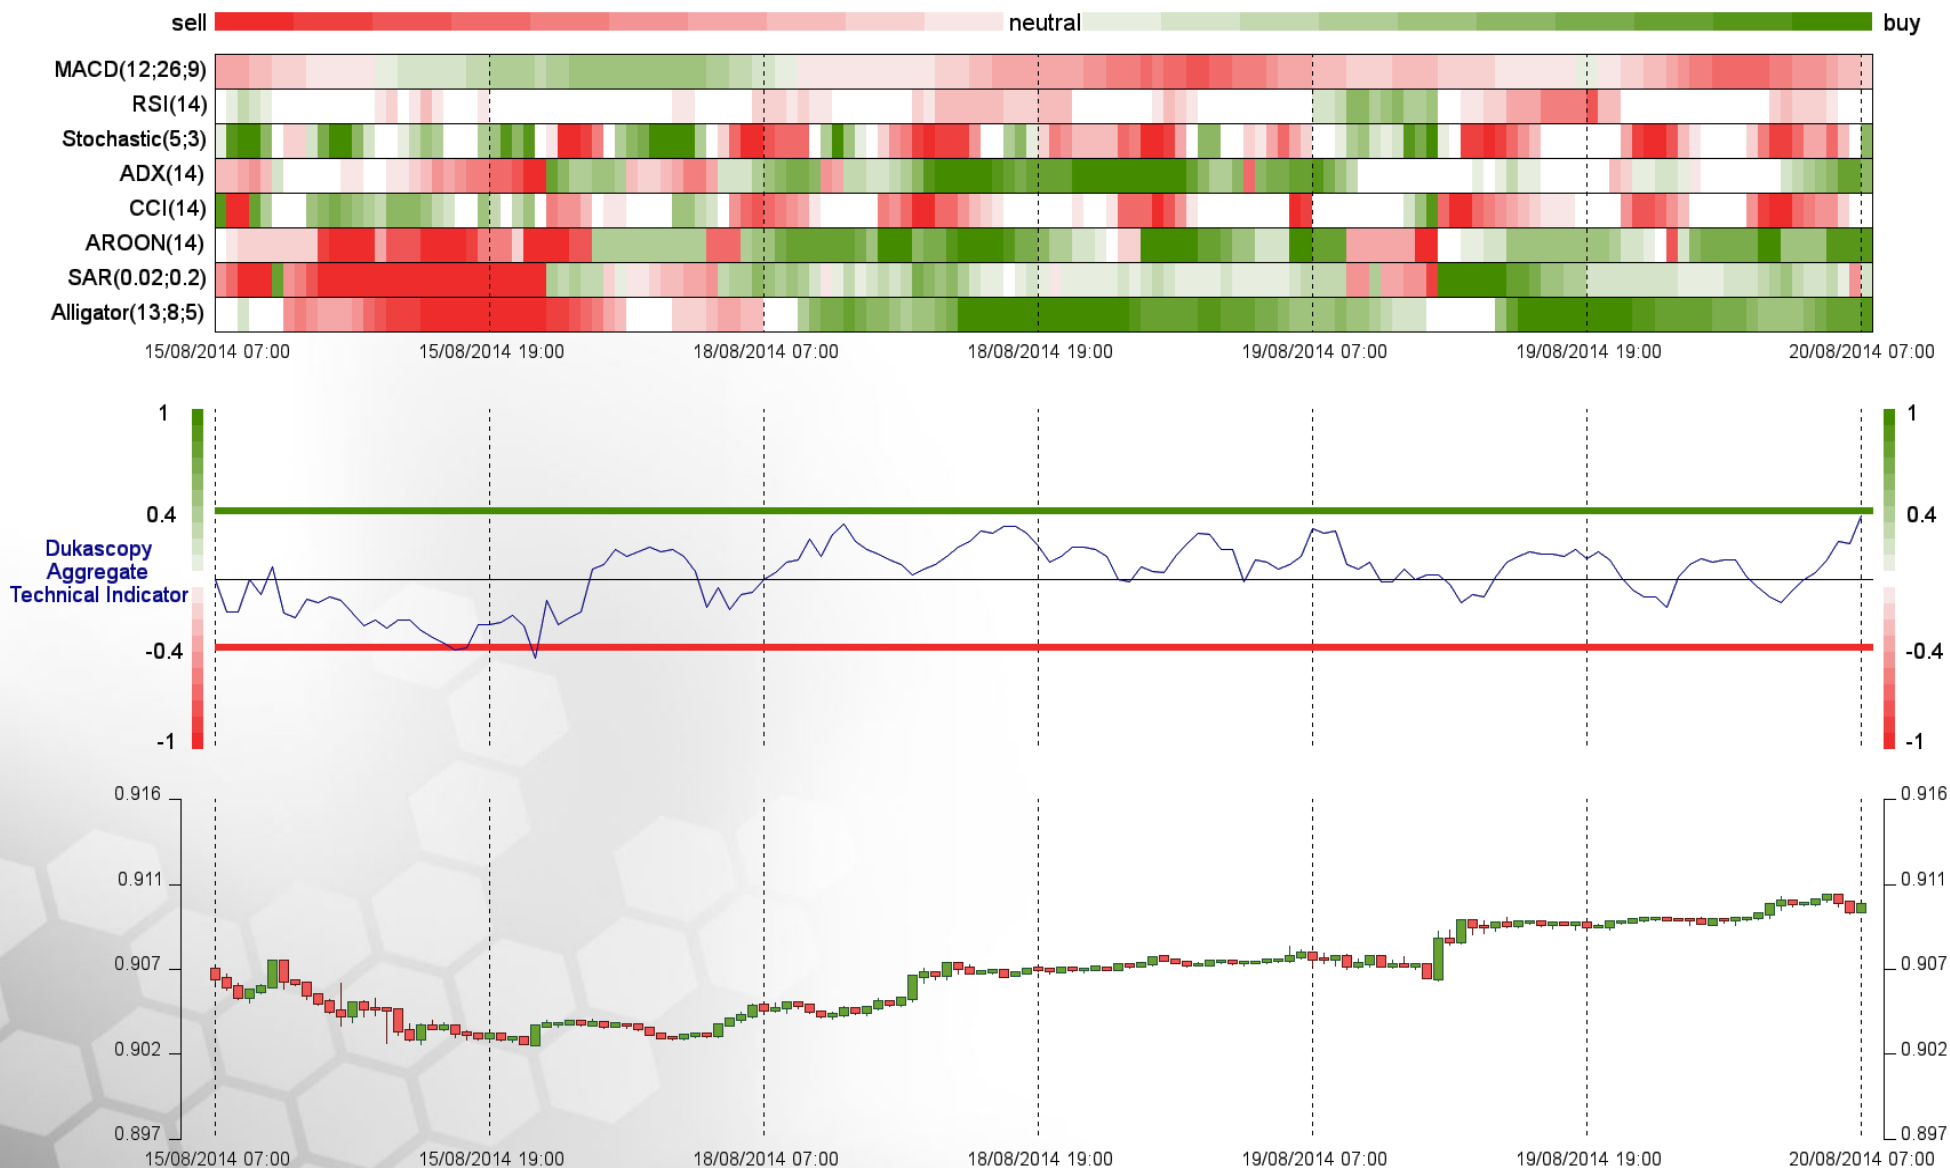 sell neutral buy
MACD(12;26;9)
RSI(14)
Stochastic(5;3)
ADX(14)
CCI(14)
AROON(14)
SAR(0.02;0.2)
Alligator(13;8;5)
15/08/2014 07:00 15/08/2014 19:00 18/08/2014 07:00 18/08/2014 19:00 19/08/2014 07:00 19/08/2014 19:00 20/08/2014 07:00
1 1
0.4 0.4
Dukascopy
Aggregate
Technical Indicator
-0.4 -0.4
-1 -1
0.916 0.916
0.911 0.911
0.907 0.907
0.902 0.902
0.897 0.897
15/08/2014 07:00 15/08/2014 19:00 18/08/2014 07:00 18/08/2014 19:00 19/08/2014 07:00 19/08/2014 19:00 20/08/2014 07:00